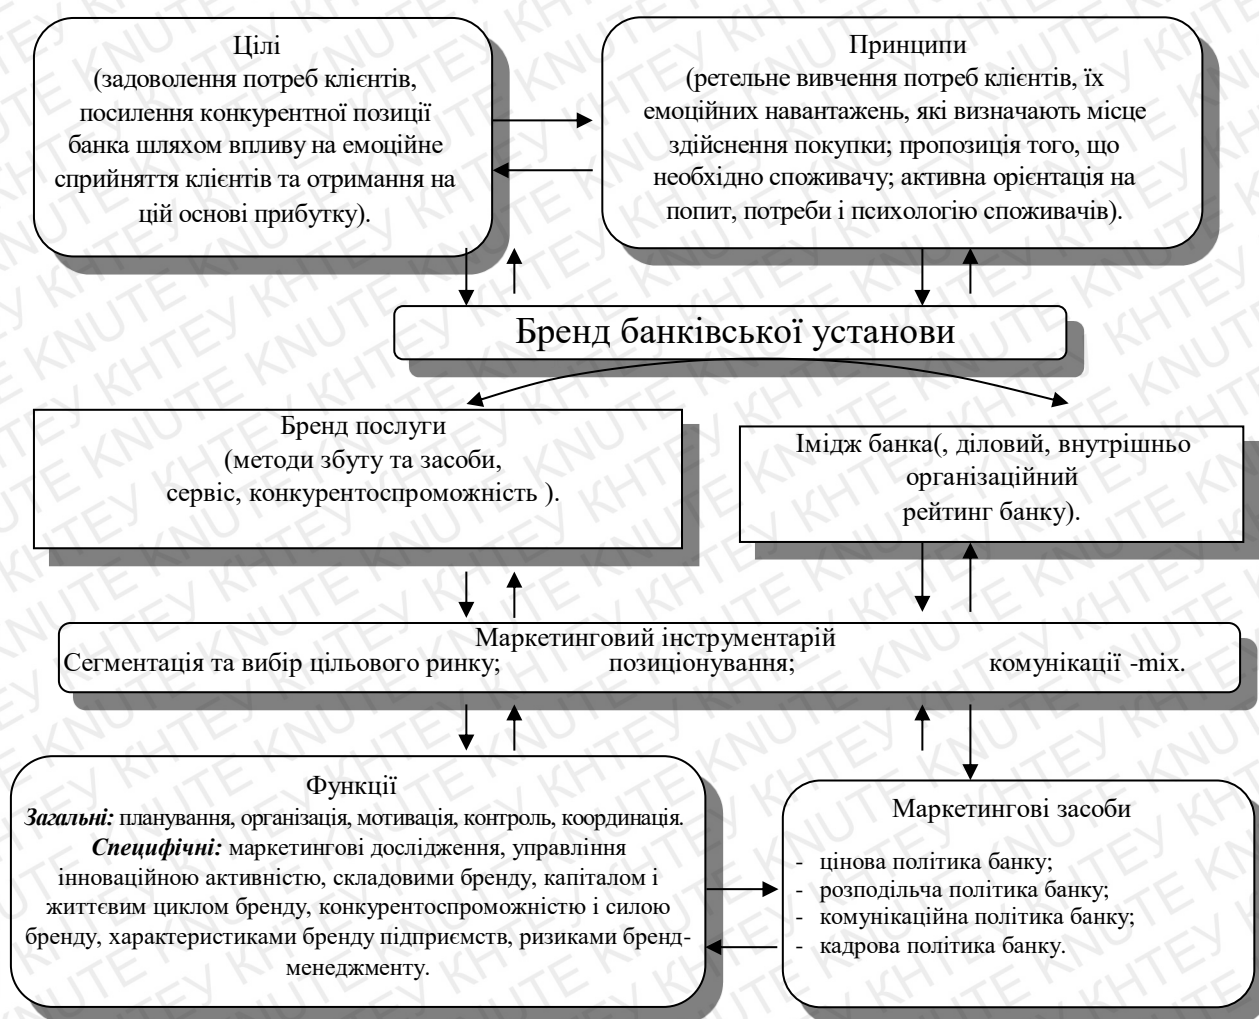 Цілі
(задоволення потреб клієнтів,
посилення конкурентної позиції
банка шляхом впливу на емоційне
сприйняття клієнтів та отримання на
цій основі прибутку).
Принципи
(ретельне вивчення потреб клієнтів, їх
емоційних навантажень, які визначають місце
здійснення покупки; пропозиція того, що
необхідно споживачу; активна орієнтація на
попит, потреби і психологію споживачів).
Бренд банківської установи
Бренд послуги
(методи збуту та засоби,
сервіс, конкурентоспроможність ).
Імідж банка(, діловий, внутрішньо
організаційний
рейтинг банку).
Маркетинговий інструментарій
Сегментація та вибір цільового ринку; позиціонування; комунікації -mix.
Функції
Загальні: планування, організація, мотивація, контроль, координація.
Специфічні: маркетингові дослідження, управління
інноваційною активністю, складовими бренду, капіталом і
життєвим циклом бренду, конкурентоспроможністю і силою
бренду, характеристиками бренду підприємств, ризиками бренд-
менеджменту.
Маркетингові засоби
- цінова політика банку;
- розподільча політика банку;
- комунікаційна політика банку;
- кадрова політика банку.